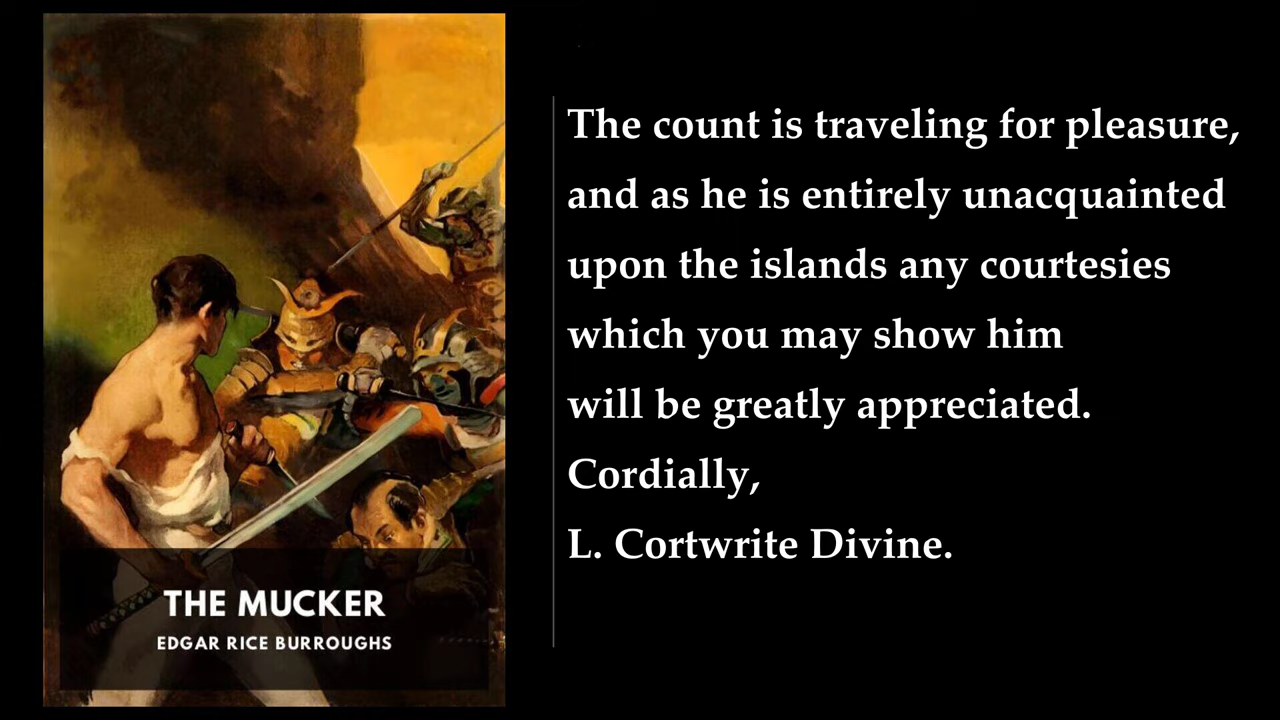 The count is traveling for pleasure,
and as he is entirely unacquainted
upon the islands any courtesies
which you may show him
will be greatly appreciated.
Cordially,
L. Cortwrite Divine.
THE MUCKER
EDGAR RICE BURROUGHS